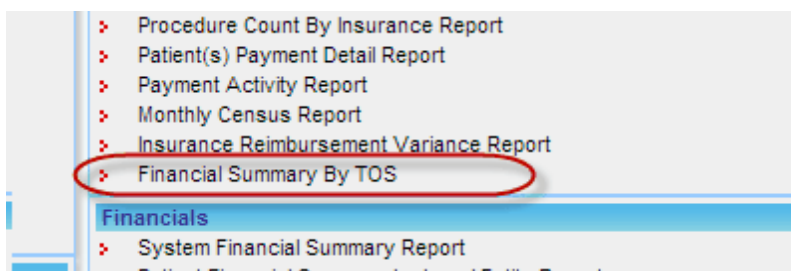 Procedure Count By Insurance Report
Patient(s) Payment Detail Report
Payment Activity Report
Monthly Census Report
Insurance Reimbursement Variance Report
Financial Summary By TOS
Financials
System Financial Summary Report